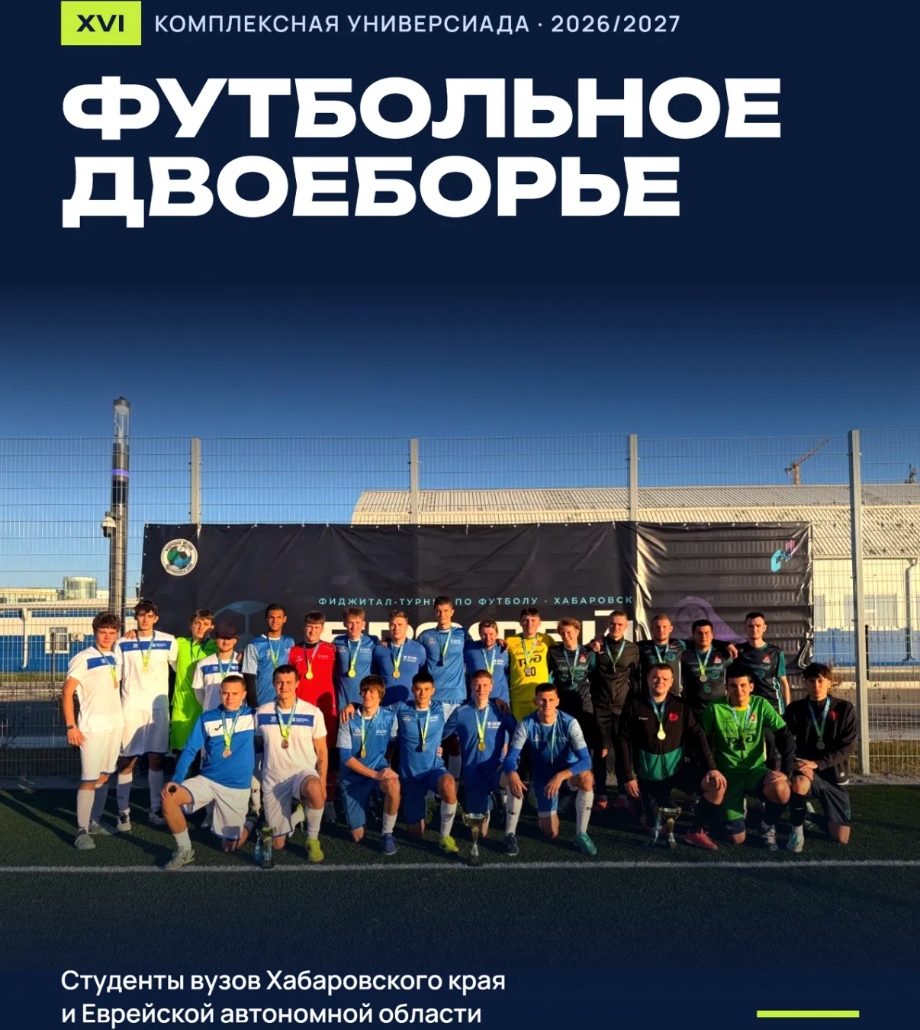 XVI КОМПЛЕКСНАЯ УНИВЕРСИАДА · 2026/2027
ФУТБОЛЬНОЕ
ДВОЕБОРЬЕ
ФИДЖИТАЛ-ТУРНИР ПО ФУТБОЛУ · ХАБАРОВСК
Студенты вузов Хабаровского края
и Еврейской автономной области